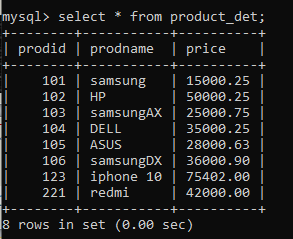 mysql> select * from product_det;
+--------+-----------+----------+
| prodid | prodname | price |
+--------+-----------+----------+
| 101 | samsung | 15000.25 |
| 102 | HP | 50000.25 |
| 103 | samsungAX | 25000.75 |
| 104 | DELL | 35000.25 |
| 105 | ASUS | 28000.63 |
| 106 | samsungDX | 36000.90 |
| 123 | iphone 10 | 75402.00 |
| 221 | redmi | 42000.00 |
+--------+-----------+----------+
8 rows in set (0.00 sec)